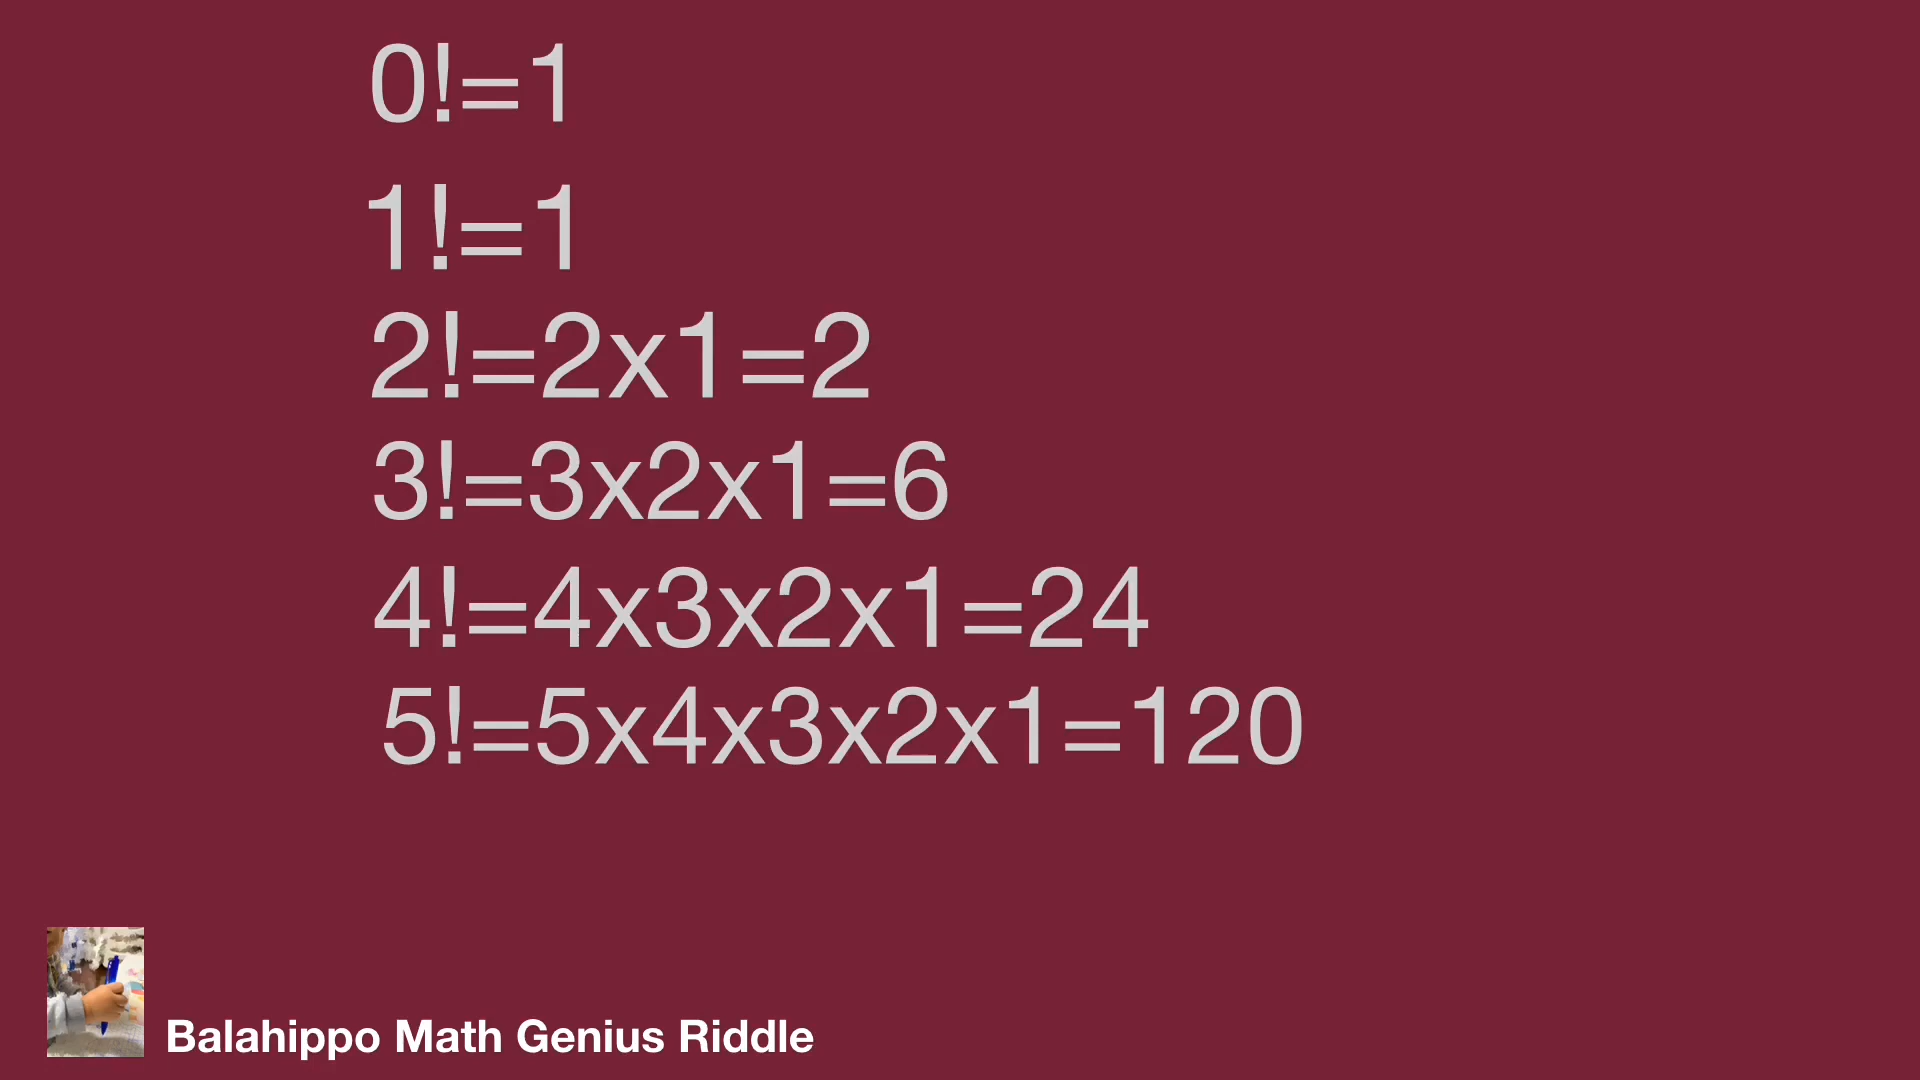 0!=1
1!=1
2!=2x1=2
3!=3x2x1=6
4!=4x3x2x1=24
5!=5x4x3x2x1=120
Balahippo Math Genius Riddle